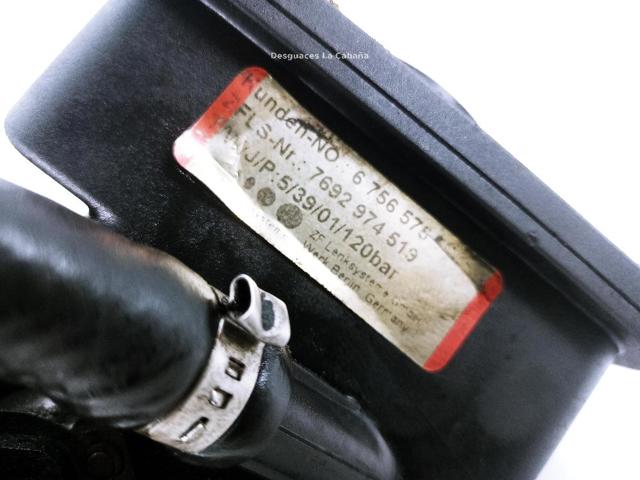 Desguaces La Cabaña
Kunden-NO 6 756 575
FLS-Nr.: 7692 974 519
J/P:5/39/01/120bar
ZF Lenksysteme GmbH
Werk Berlin, Germany